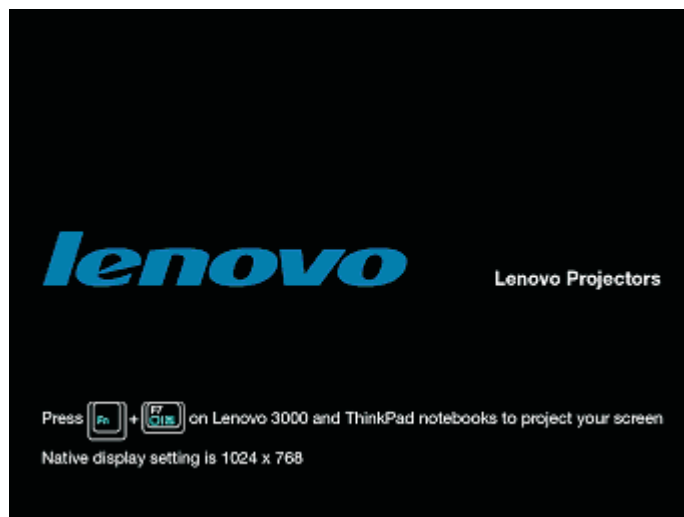 lenovo
Lenovo Projectors
Press Fn + F7 on Lenovo 3000 and ThinkPad notebooks to project your screen
Native display setting is 1024 x 768